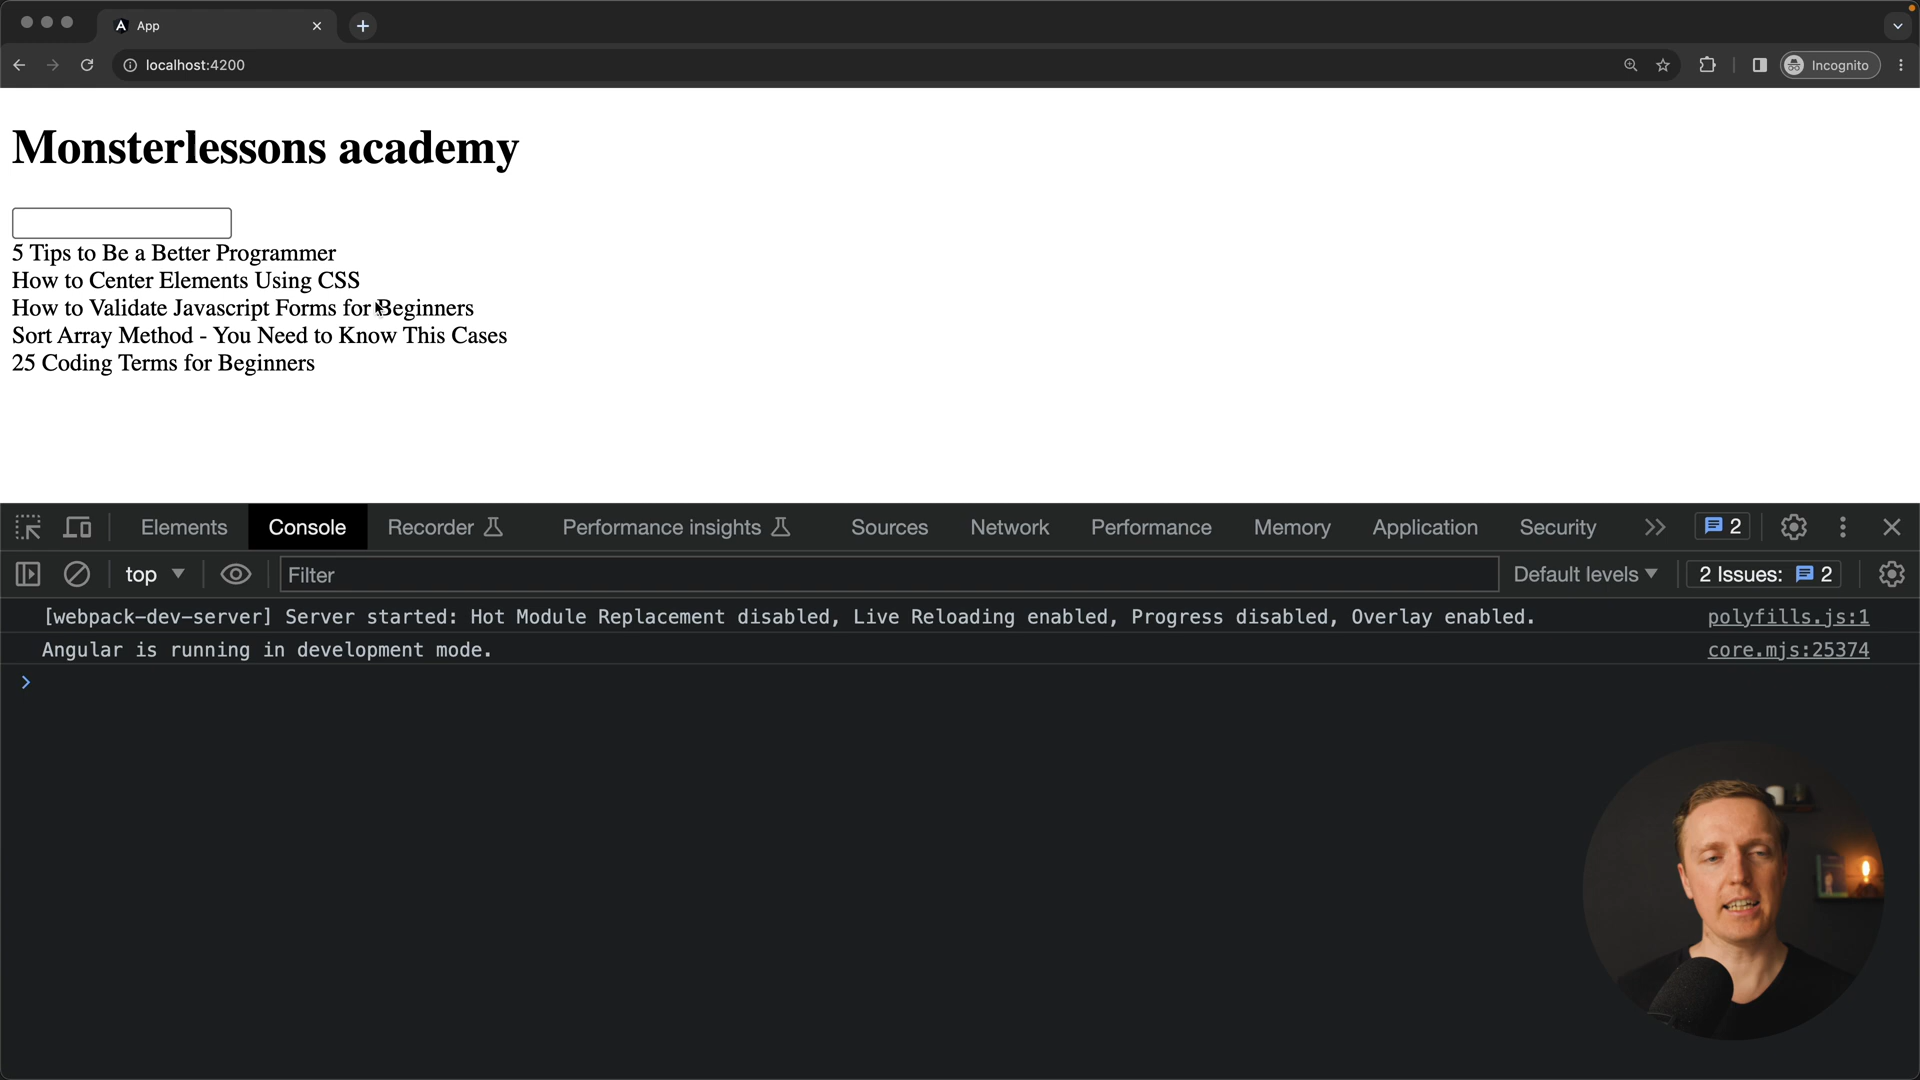 App
localhost:4200
Incognito
Monsterlessons academy
5 Tips to Be a Better Programmer
How to Center Elements Using CSS
How to Validate Javascript Forms for Beginners
Sort Array Method - You Need to Know This Cases
25 Coding Terms for Beginners
Elements Console Recorder Performance insights Sources Network Performance Memory Application Security 2
top Filter Default levels 2 Issues: 2
[webpack-dev-server] Server started: Hot Module Replacement disabled, Live Reloading enabled, Progress disabled, Overlay enabled. polyfills.js:1
Angular is running in development mode. core.mjs:25374